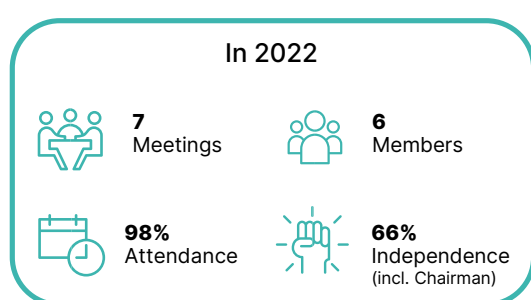 In 2022
7
Meetings
6
Members
98%
Attendance
66%
Independence
(incl. Chairman)